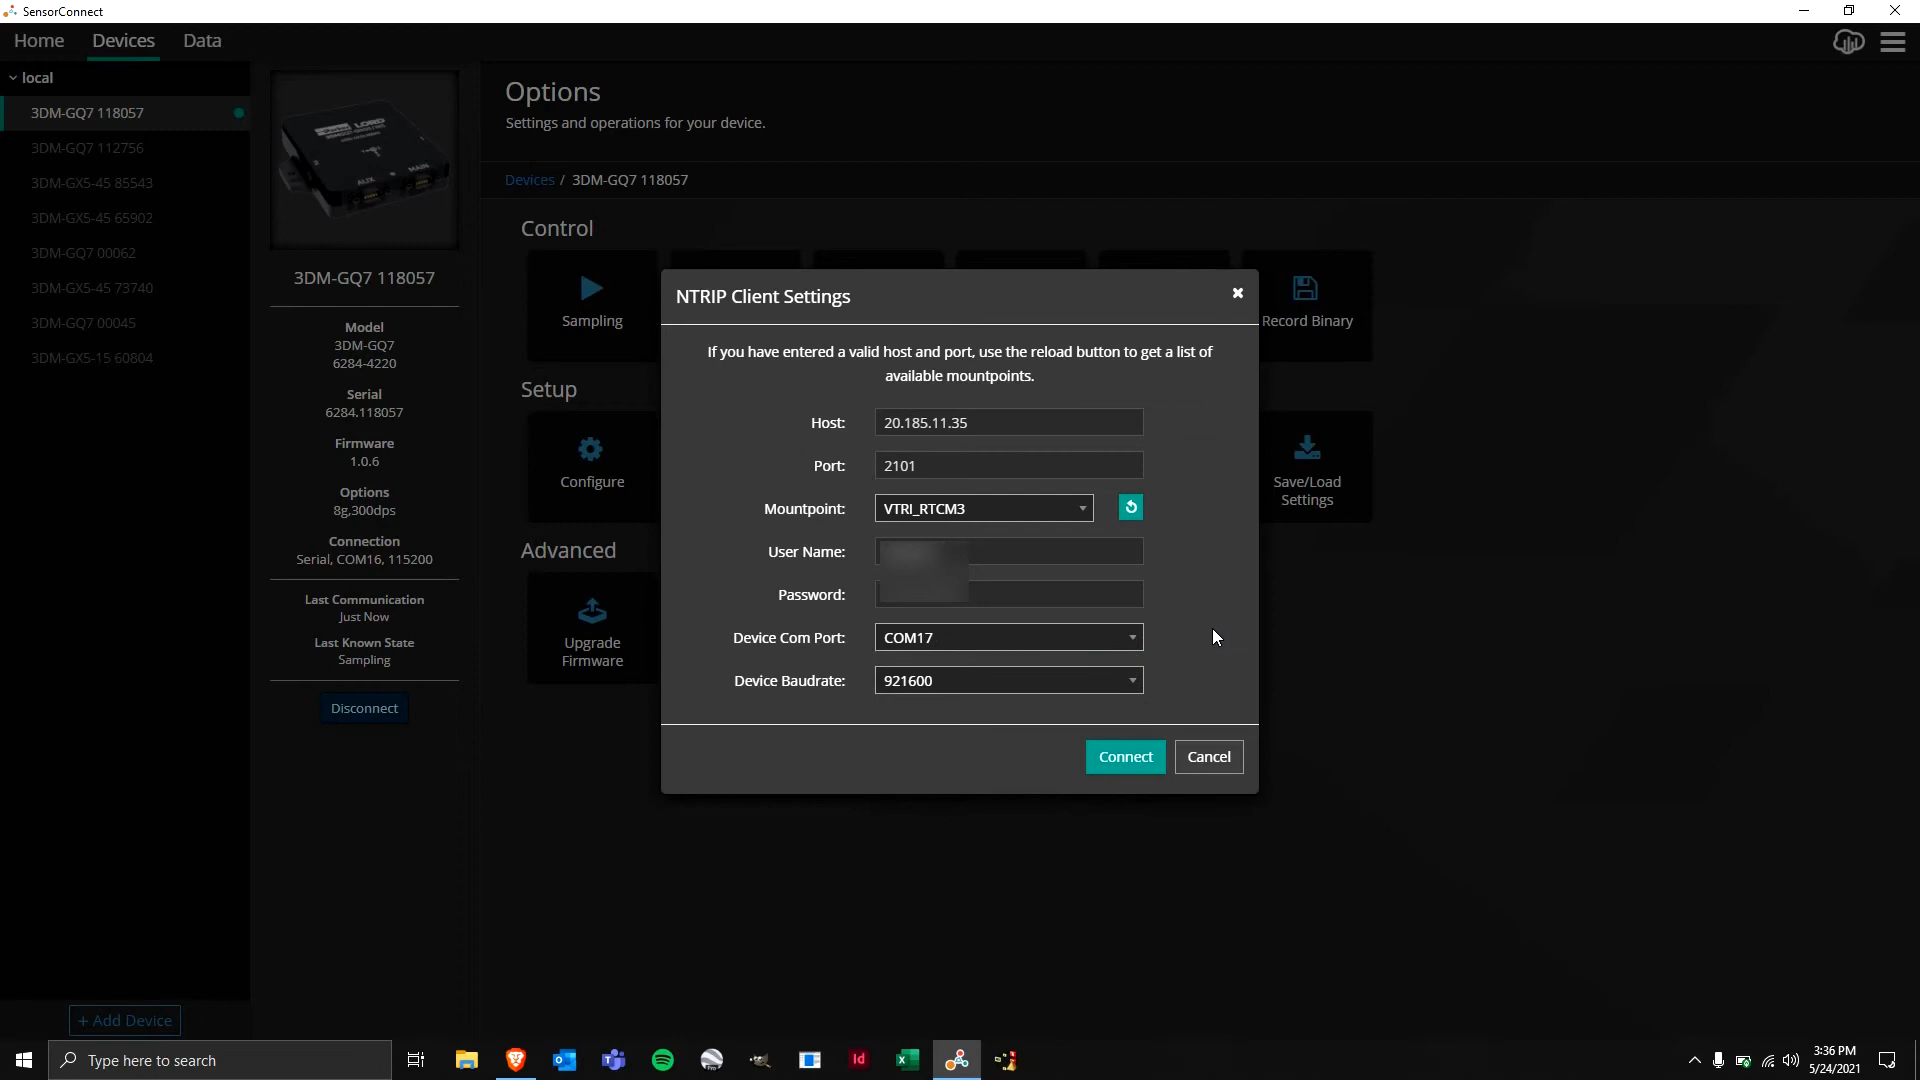 SensorConnect
Home
Devices
Data
local
3DM-GQ7 118057
3DM-GQ7 112756
3DM-GX5-45 85543
3DM-GX5-45 65902
3DM-GQ7 00062
3DM-GX5-45 73740
3DM-GQ7 00045
3DM-GX5-15 60804
+ Add Device
LORD
AUX
MAIN
3DM-GQ7 118057
Model
3DM-GQ7
6284-4220
Serial
6284.118057
Firmware
1.0.6
Options
8g,300dps
Connection
Serial, COM16, 115200
Last Communication
Just Now
Last Known State
Sampling
Disconnect
Options
Settings and operations for your device.
Devices / 3DM-GQ7 118057
Control
Sampling
Record Binary
Setup
Configure
Save/Load
Settings
Advanced
Upgrade
Firmware
NTRIP Client Settings
If you have entered a valid host and port, use the reload button to get a list of
available mountpoints.
Host: 20.185.11.35
Port: 2101
Mountpoint: VTRI_RTCM3
User Name:
Password:
Device Com Port: COM17
Device Baudrate: 921600
Connect
Cancel
Type here to search
Id
3:36 PM
5/24/2021